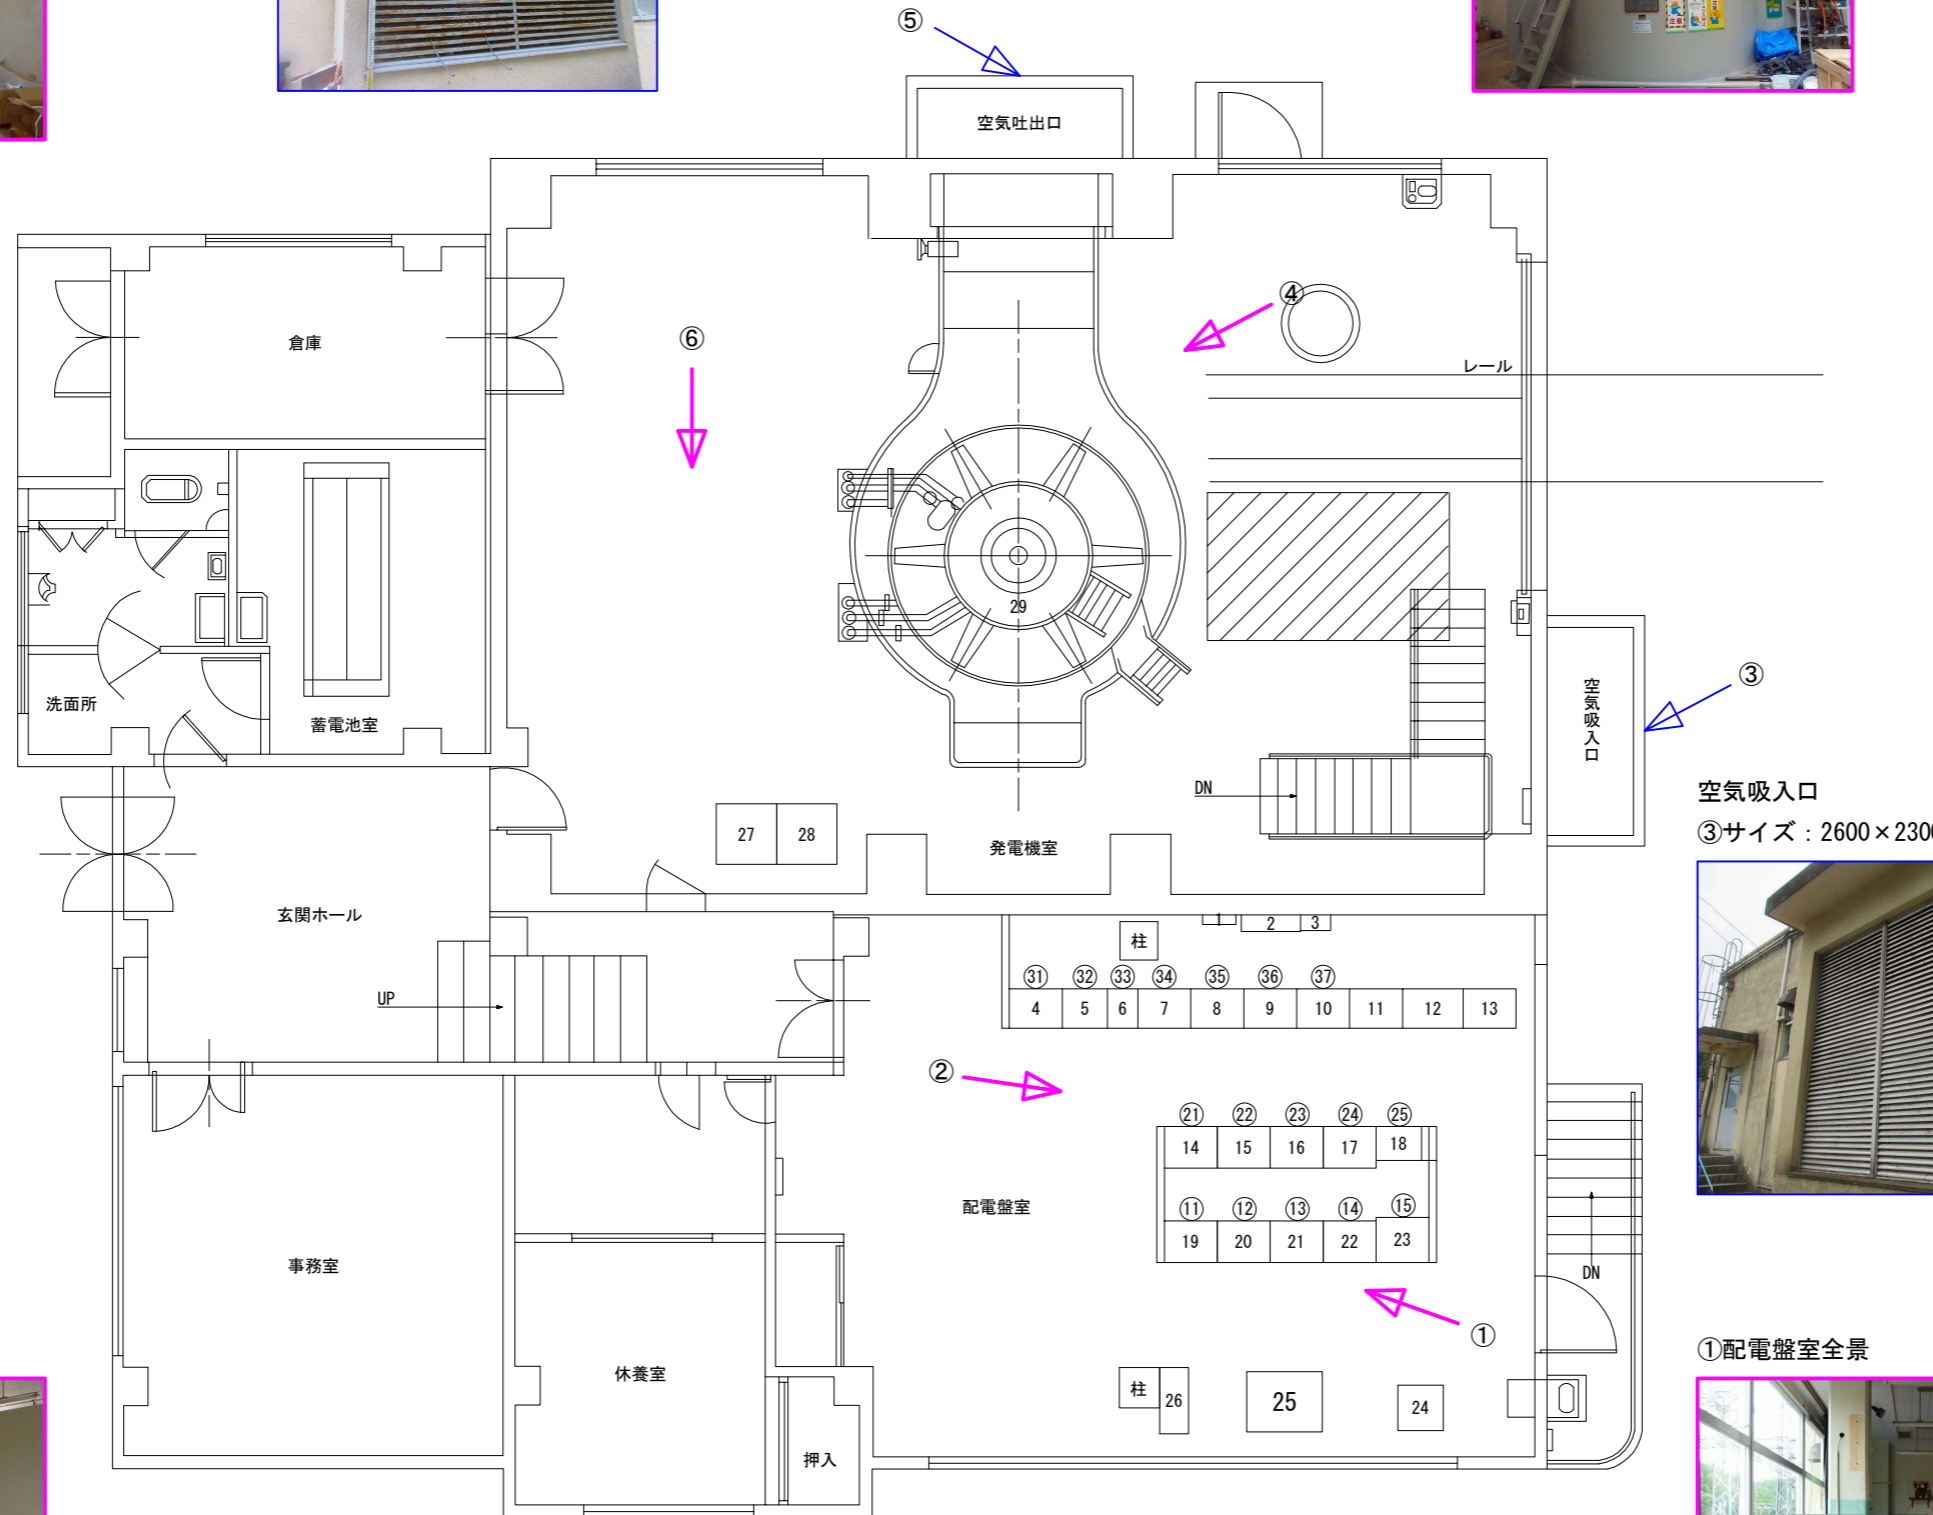 ⑤
空気吐出口
④
倉庫
⑥
レール
29
洗面所
蓄電池室
空気吸入口
③
DN
空気吸入口
③サイズ：2600×230
27 28
発電機室
玄関ホール
1 2 3
柱
㉛ ㉜ ㉝ ㉞ ㉟ ㊱ ㊲
UP
4 5 6 7 8 9 10 11 12 13
②
㉑ ㉒ ㉓ ㉔ ㉕
14 15 16 17 18
配電盤室
⑪ ⑫ ⑬ ⑭ ⑮
19 20 21 22 23
事務室
DN
①
①配電盤室全景
休養室
柱 26 25 24
押入